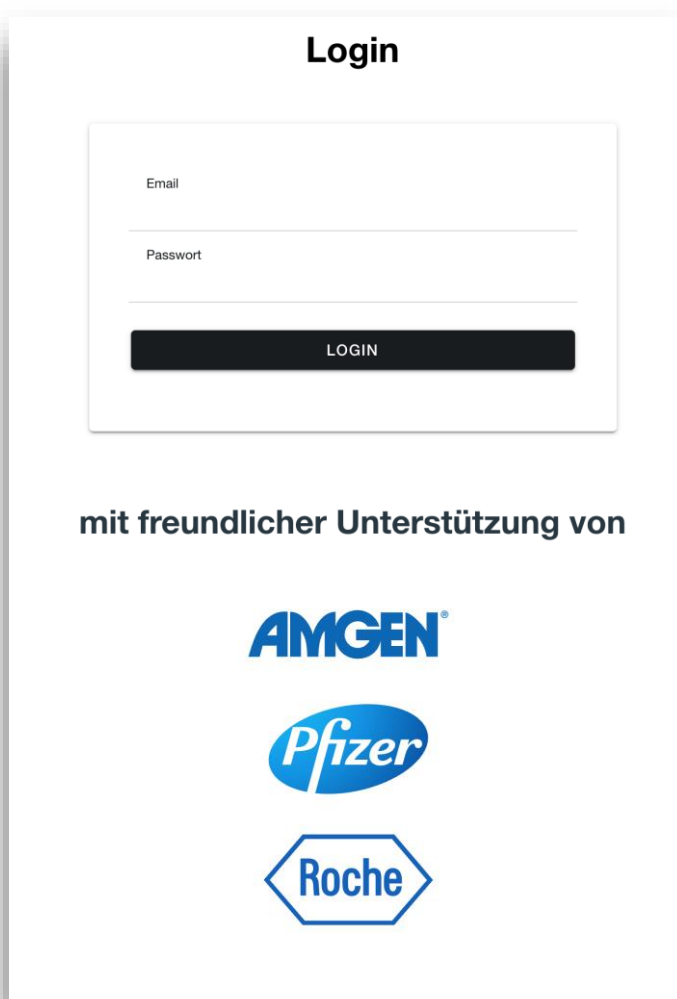 Login
Email
Passwort
LOGIN
mit freundlicher Unterstützung von
AMGEN®
Pfizer
Roche